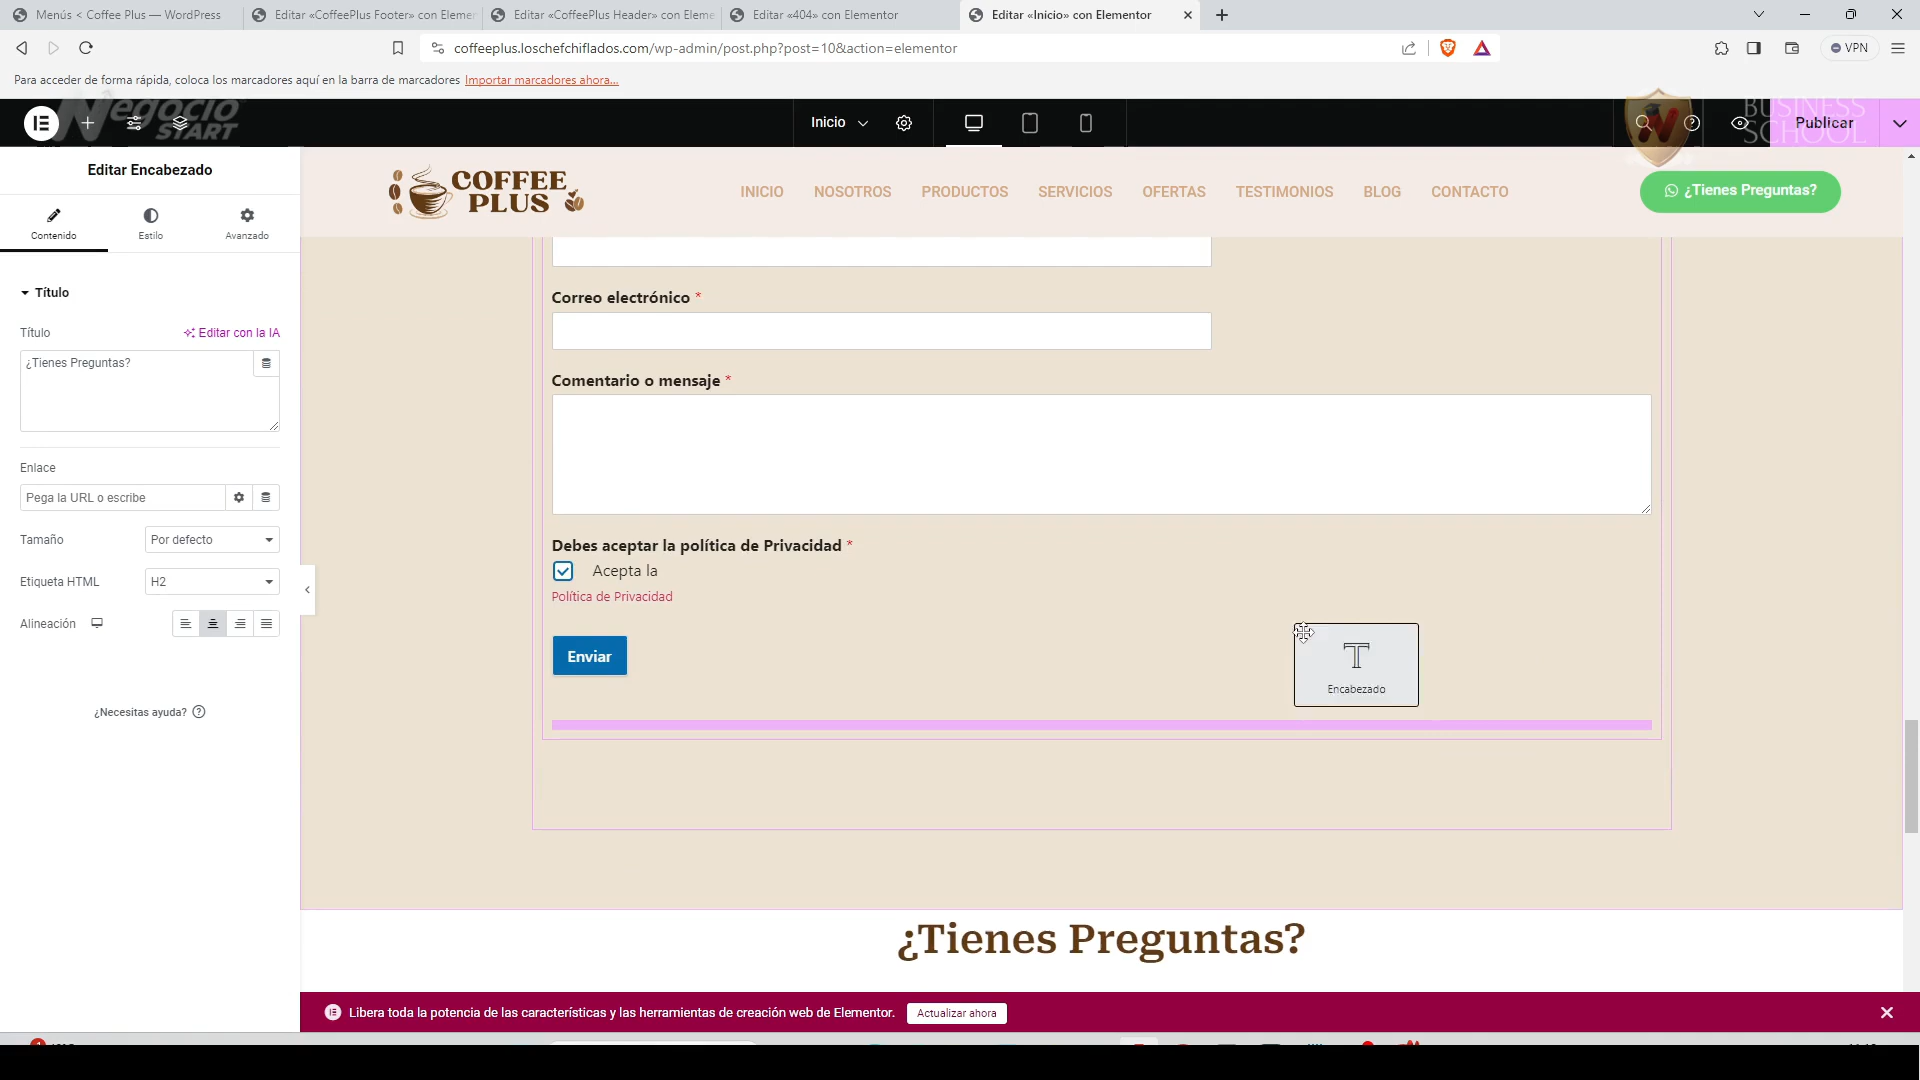 Menús < Coffee Plus — WordPress
Editar «CoffeePlus Footer» con Eleme
Editar «CoffeePlus Header» con Eleme
Editar «404» con Elementor
Editar «Inicio» con Elementor
coffeeplus.loschefchiflados.com/wp-admin/post.php?post=10&action=elementor
VPN
Para acceder de forma rápida, coloca los marcadores aquí en la barra de marcadores Importar marcadores ahora...
Negocio
START
Inicio
BUSINESS
SCHOOL
Publicar
Editar Encabezado
Contenido
Estilo
Avanzado
Título
Título
Editar con la IA
¿Tienes Preguntas?
Enlace
Pega la URL o escribe
Tamaño
Por defecto
Etiqueta HTML
H2
Alineación
¿Necesitas ayuda?
COFFEE
PLUS
INICIO
NOSOTROS
PRODUCTOS
SERVICIOS
OFERTAS
TESTIMONIOS
BLOG
CONTACTO
¿Tienes Preguntas?
Correo electrónico *
Comentario o mensaje *
Debes aceptar la política de Privacidad *
Acepta la
Política de Privacidad
Enviar
Encabezado
¿Tienes Preguntas?
Libera toda la potencia de las características y las herramientas de creación web de Elementor.
Actualizar ahora